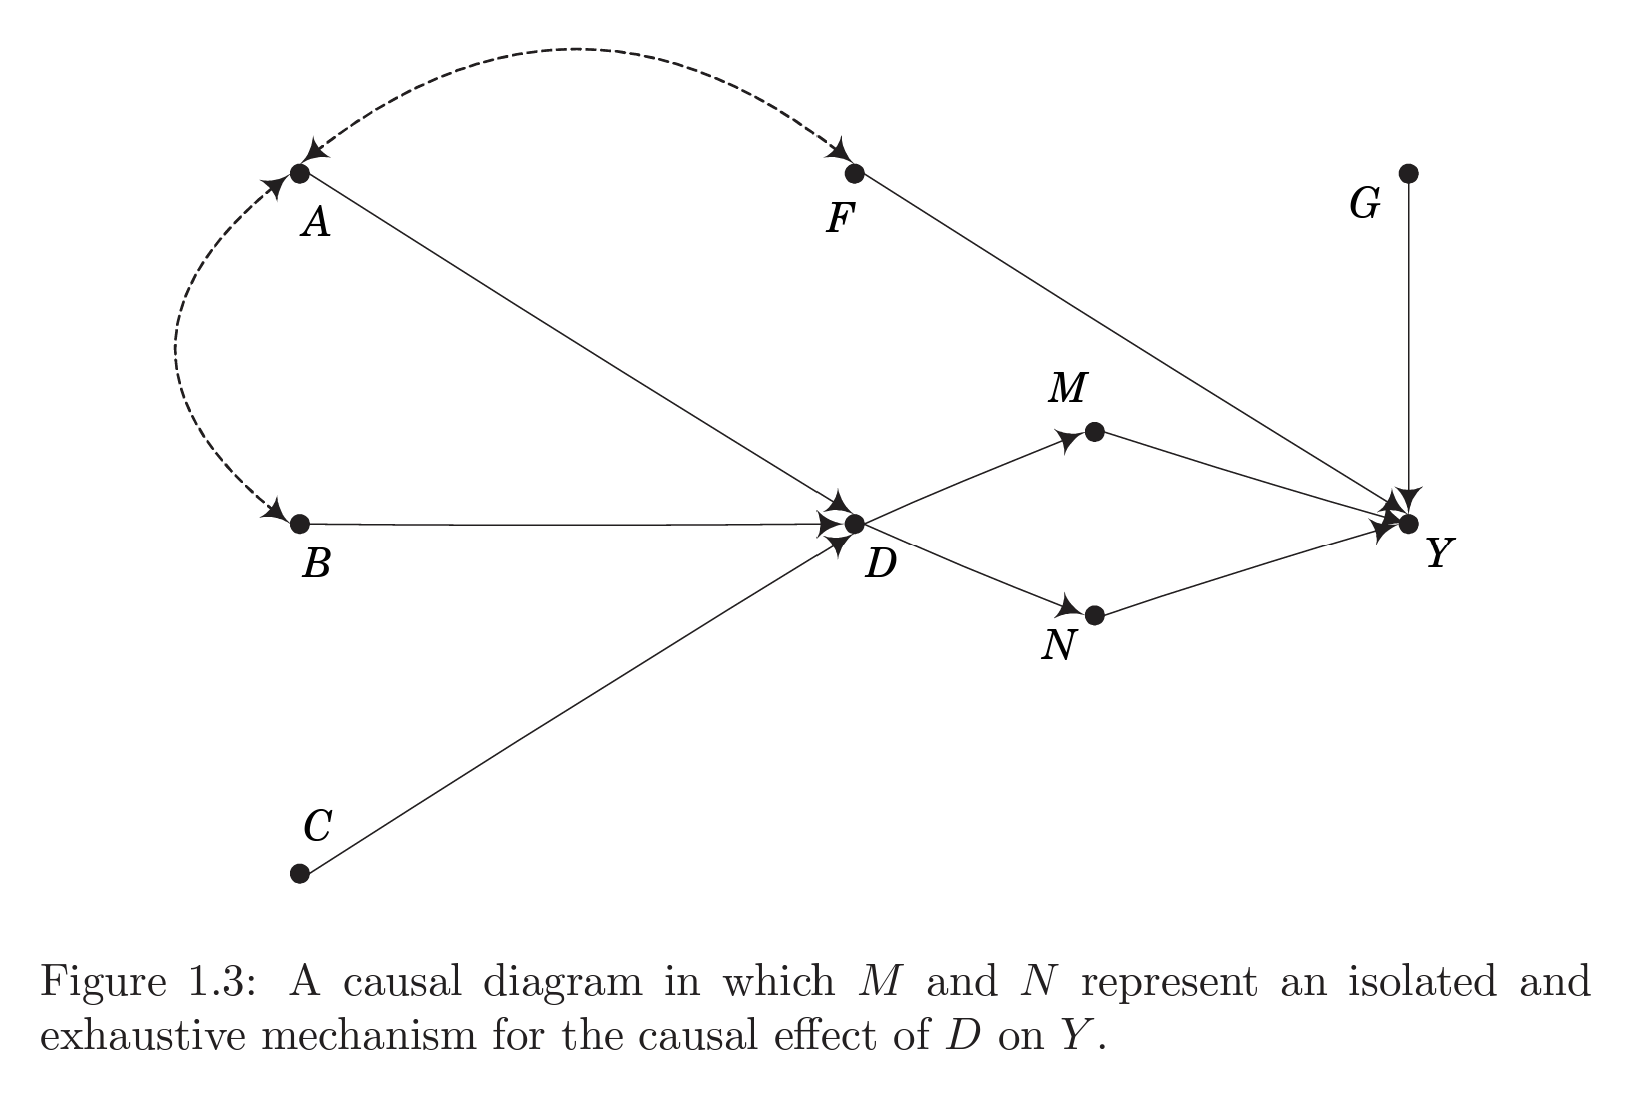 A
F
G
M
B
D
Y
N
C
Figure 1.3: A causal diagram in which M and N represent an isolated and
exhaustive mechanism for the causal effect of D on Y.